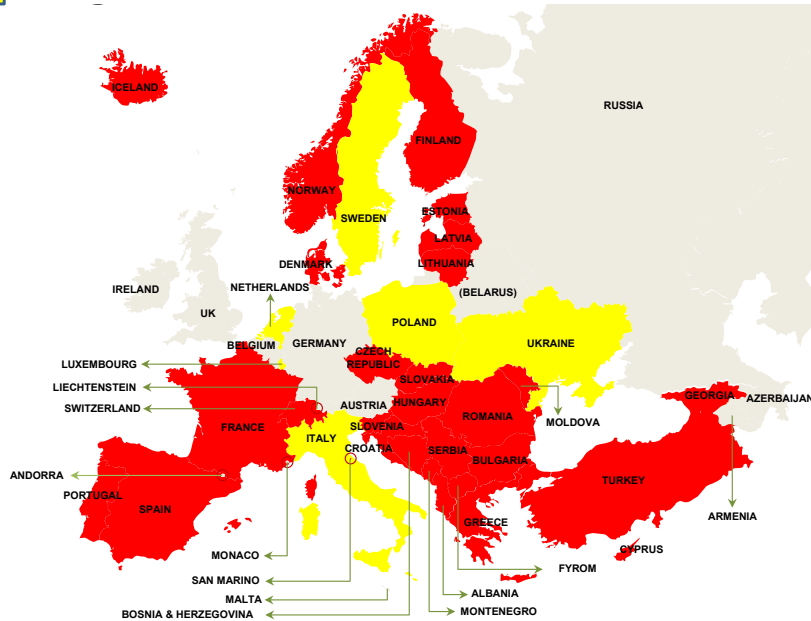 ICELAND
RUSSIA
FINLAND
NORWAY
SWEDEN
ESTONIA
LATVIA
LITHUANIA
DENMARK
NETHERLANDS
IRELAND
(BELARUS)
UK
POLAND
GERMANY
UKRAINE
BELGIUM
CZECH
REPUBLIC
LUXEMBOURG
SLOVAKIA
LIECHTENSTEIN
GEORGIA
AZERBAIJAN
SWITZERLAND
AUSTRIA
HUNGARY
ROMANIA
MOLDOVA
FRANCE
SLOVENIA
ITALY
CROATIA
SERBIA
BULGARIA
ANDORRA
TURKEY
PORTUGAL
SPAIN
ARMENIA
GREECE
CYPRUS
MONACO
FYROM
SAN MARINO
ALBANIA
MALTA
MONTENEGRO
BOSNIA & HERZEGOVINA